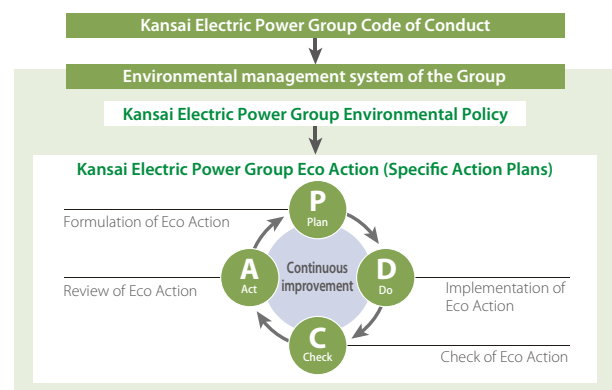 Kansai Electric Power Group Code of Conduct
Environmental management system of the Group
Kansai Electric Power Group Environmental Policy
Kansai Electric Power Group Eco Action (Specific Action Plans)
P
Plan
Formulation of Eco Action
A
Act
Continuous
improvement
D
Do
Review of Eco Action
Implementation of
Eco Action
C
Check
Check of Eco Action